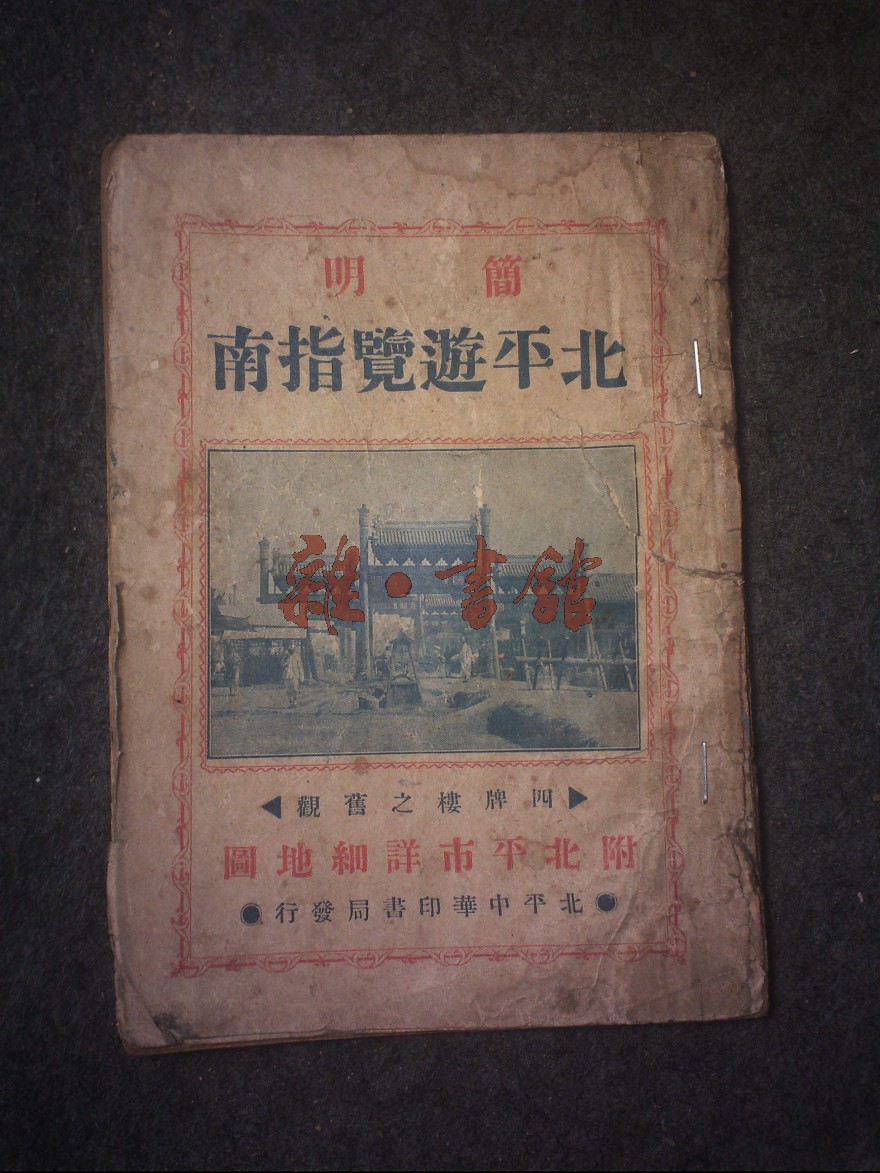 簡明
北平遊覽指南
雜·書館
四牌樓之舊觀
附北平市詳細地圖
北平中華印書局發行